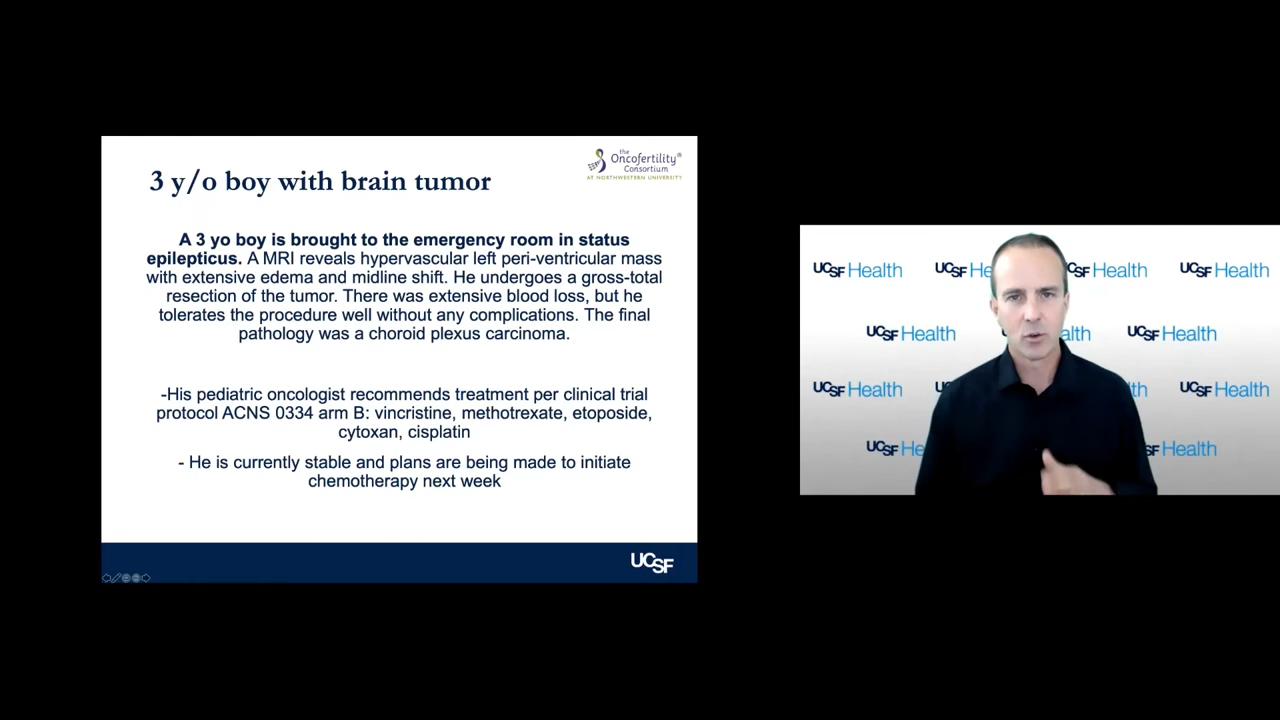 3 y/o boy with brain tumor
the
Oncofertility®
Consortium
AT NORTHWESTERN UNIVERSITY
A 3 yo boy is brought to the emergency room in status
epilepticus. A MRI reveals hypervascular left peri-ventricular mass
with extensive edema and midline shift. He undergoes a gross-total
resection of the tumor. There was extensive blood loss, but he
tolerates the procedure well without any complications. The final
pathology was a choroid plexus carcinoma.
-His pediatric oncologist recommends treatment per clinical trial
protocol ACNS 0334 arm B: vincristine, methotrexate, etoposide,
cytoxan, cisplatin
- He is currently stable and plans are being made to initiate
chemotherapy next week
UCSF
UCSF Health UCSF He CSF Health UCSF Health
UCSF Health alth UCSF Health
UCSF Health U lth UCSF Health
UCSF He SF Health